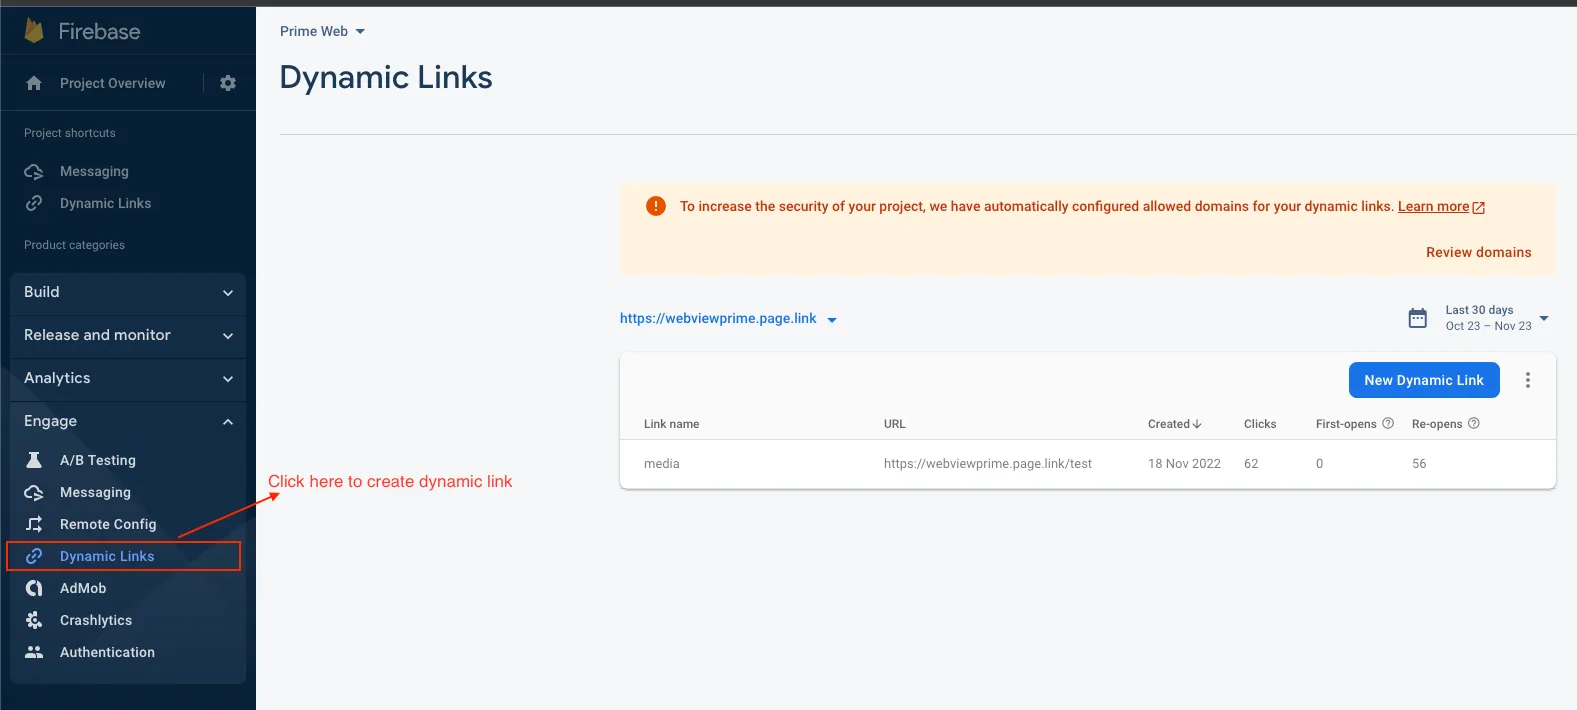 Firebase
Project Overview
Project shortcuts
Messaging
Dynamic Links
Product categories
Build
Release and monitor
Analytics
Engage
A/B Testing
Messaging
Remote Config
Dynamic Links
AdMob
Crashlytics
Authentication
Click here to create dynamic link
Prime Web
Dynamic Links
To increase the security of your project, we have automatically configured allowed domains for your dynamic links. Learn more
Review domains
https://webviewprime.page.link
Last 30 days
Oct 23 – Nov 23
New Dynamic Link
Link name URL Created Clicks First-opens Re-opens
media https://webviewprime.page.link/test 18 Nov 2022 62 0 56